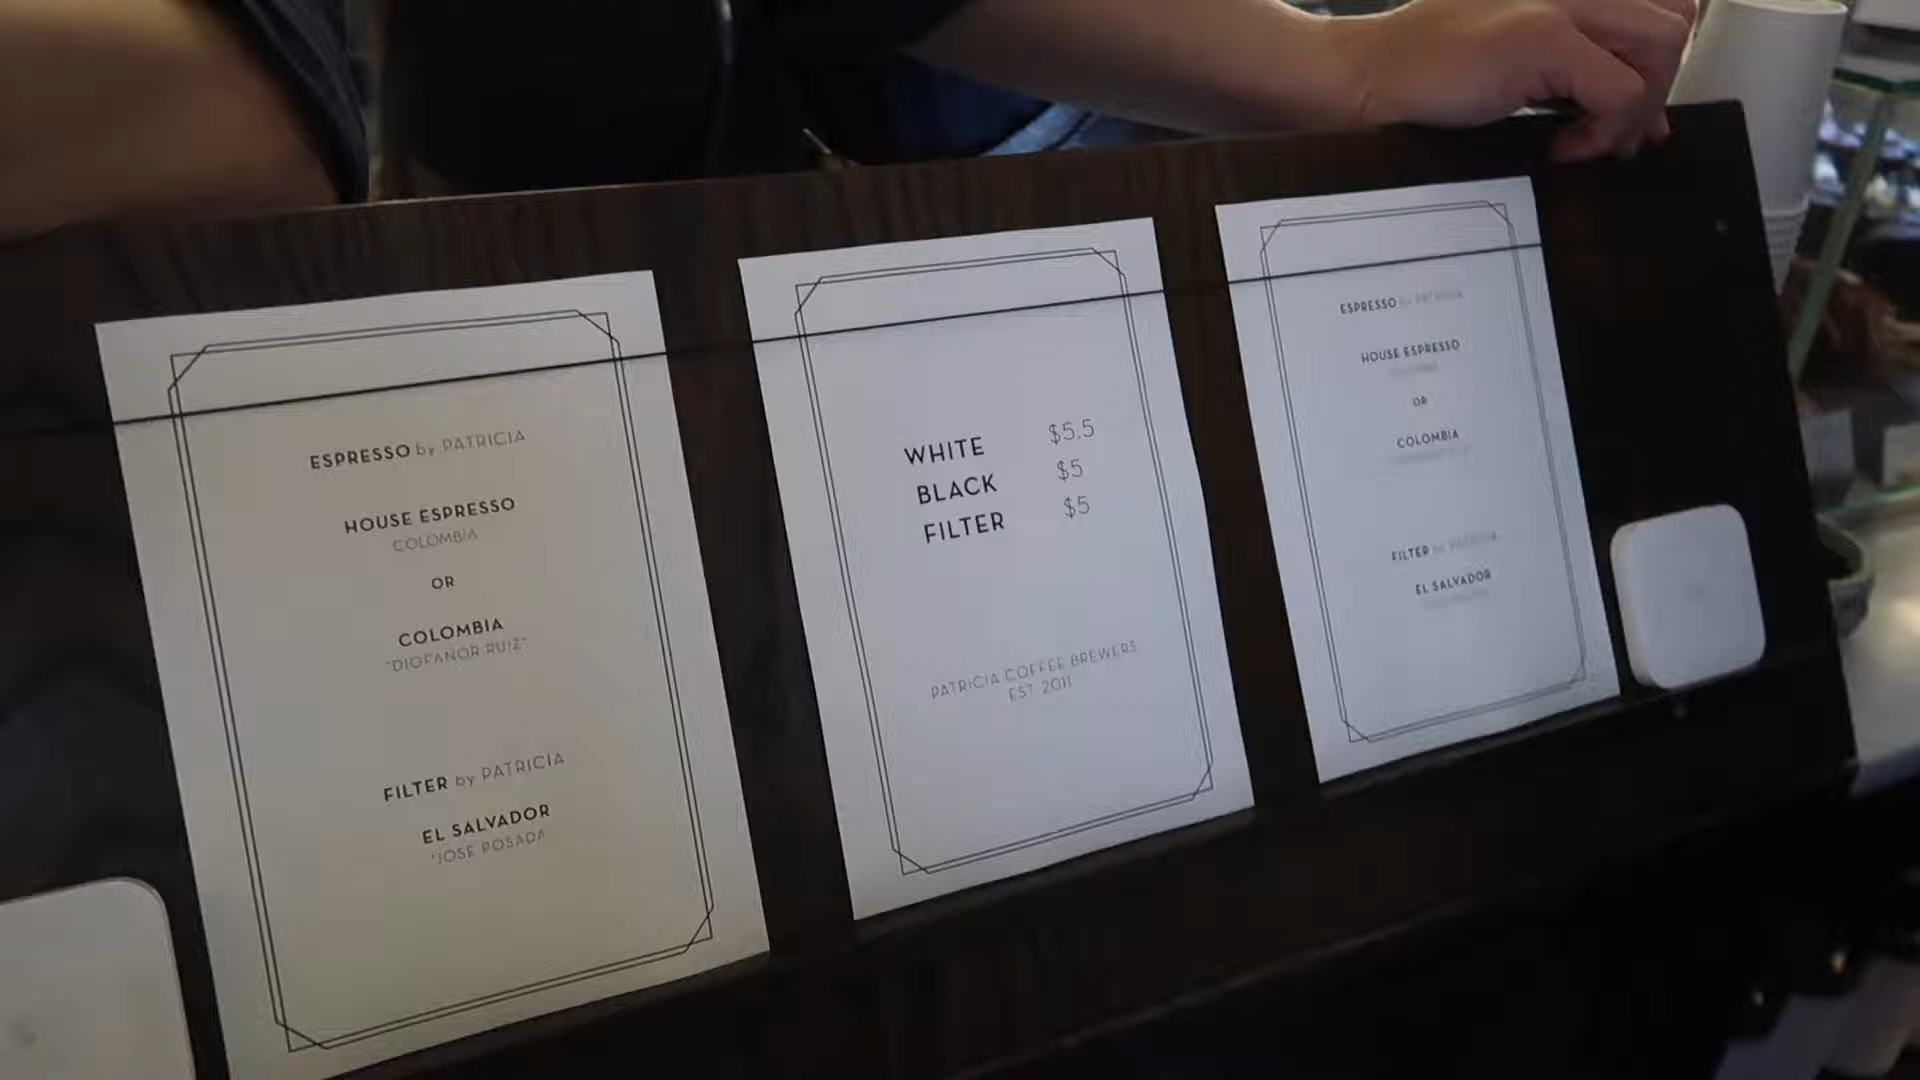 ESPRESSO by PATRICIA
HOUSE ESPRESSO
COLOMBIA
OR
COLOMBIA
"DIOFANOR RUIZ"
FILTER by PATRICIA
EL SALVADOR
"JOSE POSADA"
WHITE $5.5
BLACK $5
FILTER $5
PATRICIA COFFEE BREWERS
EST. 2011
ESPRESSO by PATRICIA
HOUSE ESPRESSO
OR
COLOMBIA
FILTER by PATRICIA
EL SALVADOR